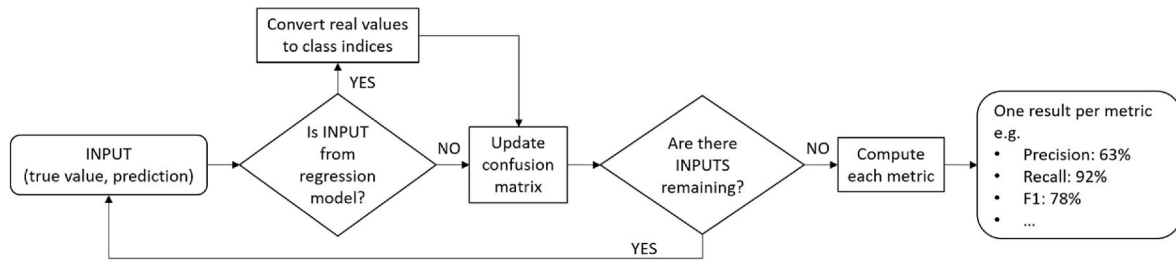 Convert real values
to class indices
YES
INPUT
(true value, prediction)
Is INPUT
from
regression
model?
NO
Update
confusion
matrix
Are there
INPUTS
remaining?
NO
YES
Compute
each metric
One result per metric
e.g.
• Precision: 63%
• Recall: 92%
• F1: 78%
• ...